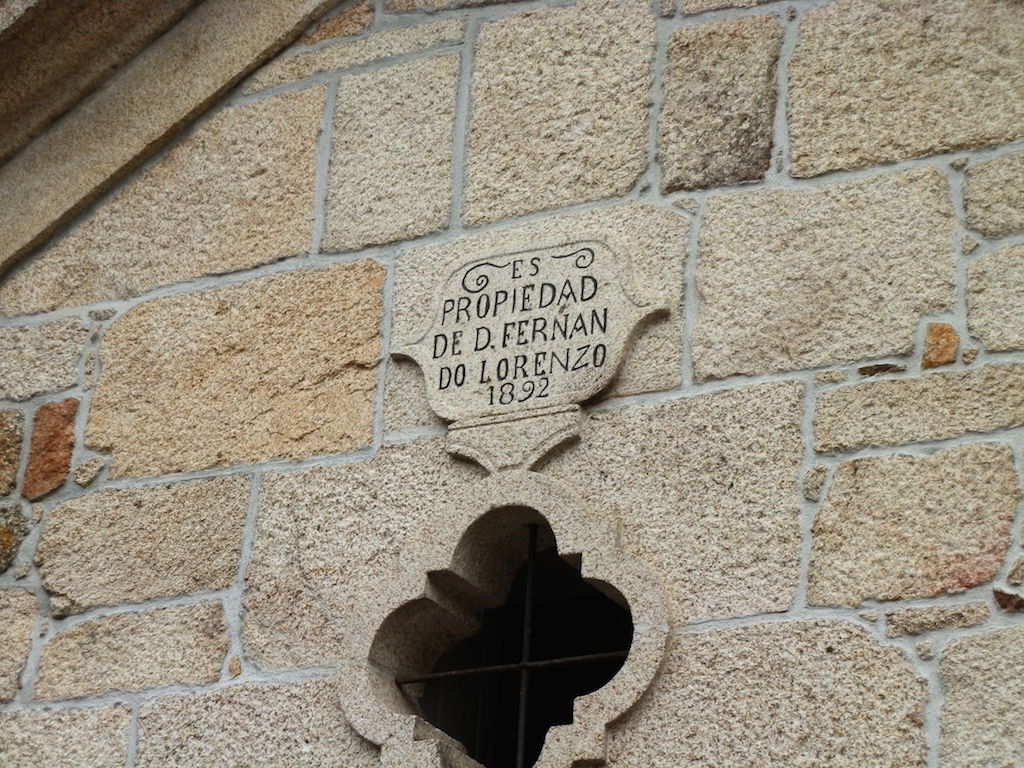 ES
PROPIEDAD
DE D. FERÑAN
DO LORENZO
1892